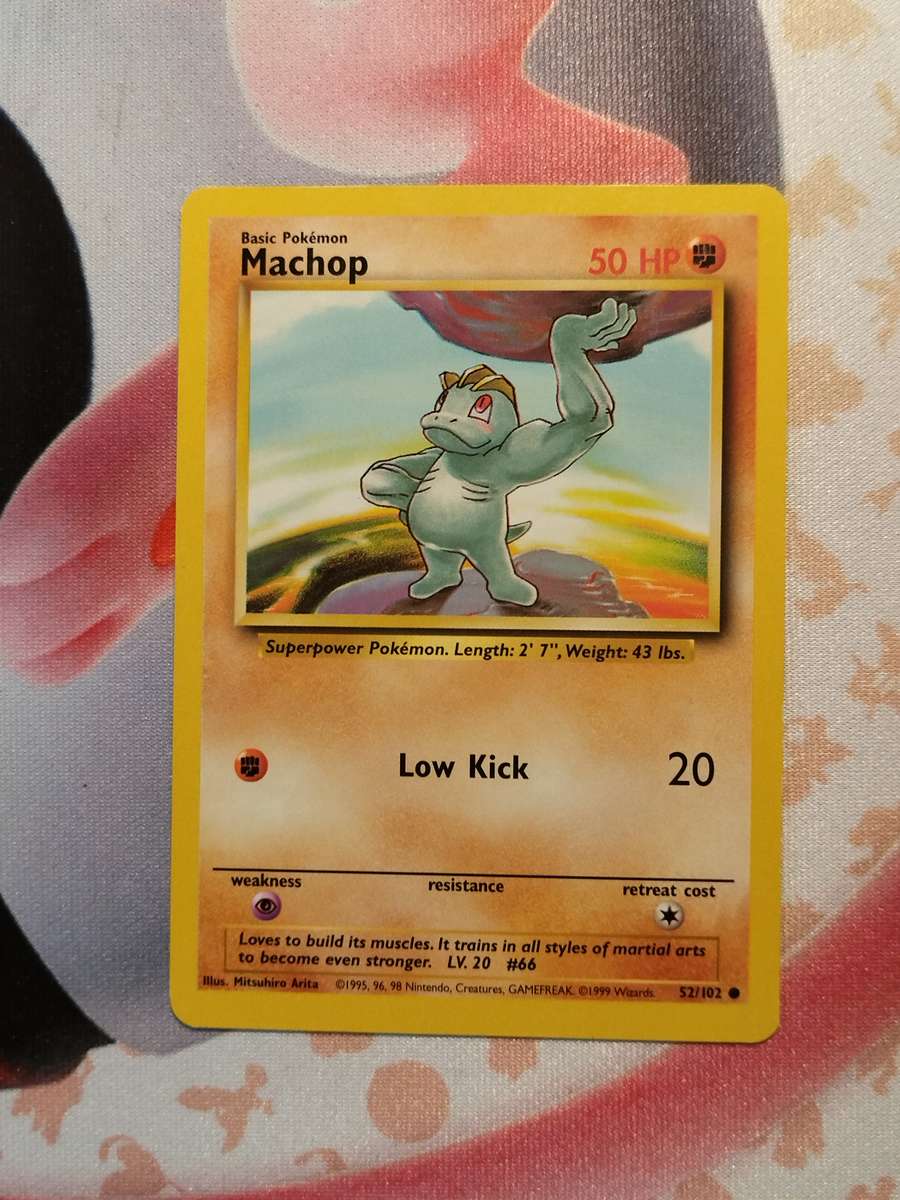 Basic Pokémon
Machop
50 HP
Superpower Pokémon. Length: 2' 7", Weight: 43 lbs.
Low Kick 20
weakness resistance retreat cost
Loves to build its muscles. It trains in all styles of martial arts
to become even stronger. LV. 20 #66
Illus. Mitsuhiro Arita ©1995, 96, 98 Nintendo, Creatures, GAMEFREAK. ©1999 Wizards. 52/102